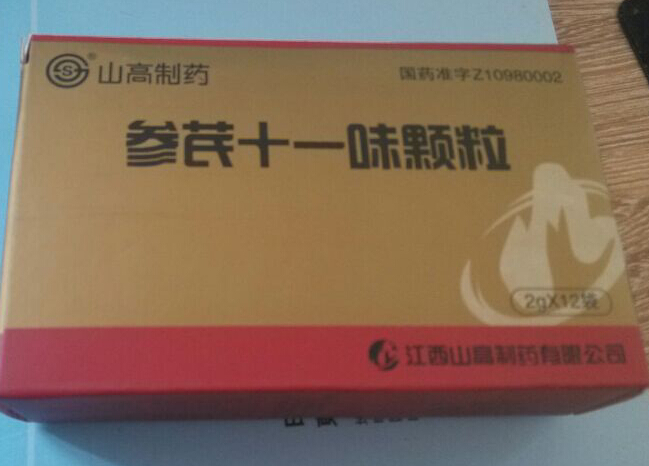 山高制药
国药准字Z10980002
参芪十一味颗粒
2gX12袋
江西山高制药有限公司